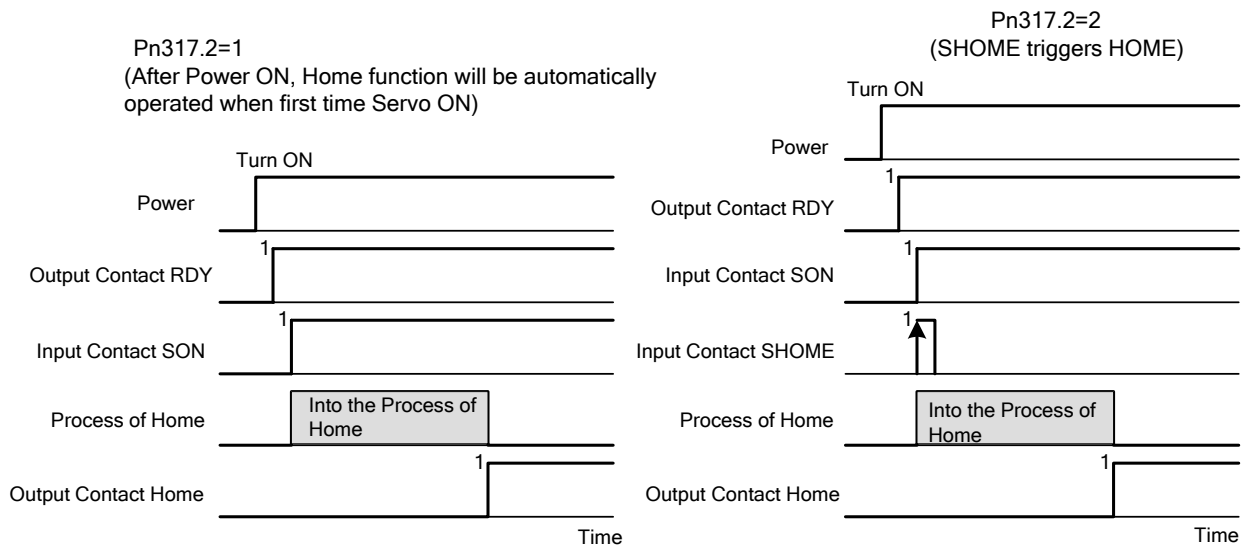 Pn317.2=1
(After Power ON, Home function will be automatically
operated when first time Servo ON)
Turn ON
Power
1
Output Contact RDY
1
Input Contact SON
Into the Process of
Home
Process of Home
1
Output Contact Home
Time
Pn317.2=2
(SHOME triggers HOME)
Turn ON
Power
1
Output Contact RDY
1
Input Contact SON
1
Input Contact SHOME
Into the Process of
Home
Process of Home
1
Output Contact Home
Time